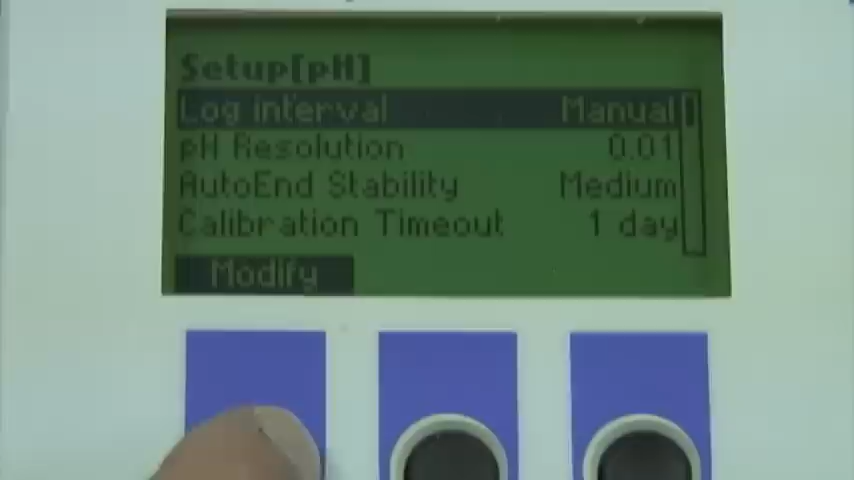 Setup[pH]
Log interval Manual
pH Resolution 0.01
AutoEnd Stability Medium
Calibration Timeout 1 day
Modify